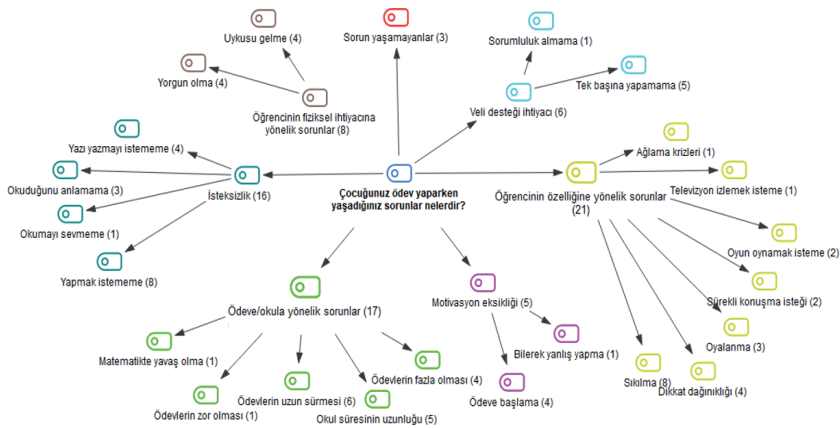 Uykusu gelme (4)
Sorun yaşamayanlar (3)
Sorumluluk almama (1)
Yorgun olma (4)
Tek başına yapamama (5)
Öğrencinin fiziksel ihtiyacına
yönelik sorunlar (8)
Veli desteği ihtiyacı (6)
Yazı yazmayı istememe (4)
Ağlama krizleri (1)
Okuduğunu anlamama (3)
İsteksizlik (16)
Çocuğunuz ödev yaparken
yaşadığınız sorunlar nelerdir?
Öğrencinin özelliğine yönelik sorunlar
(21)
Televizyon izlemek isteme (1)
Okumayı sevmeme (1)
Oyun oynamak isteme (2)
Yapmak istememe (8)
Sürekli konuşma isteği (2)
Ödeve/okula yönelik sorunlar (17)
Motivasyon eksikliği (5)
Oyalanma (3)
Matematikte yavaş olma (1)
Bilerek yanlış yapma (1)
Ödevlerin fazla olması (4)
Sıkılma (8)
Dikkat dağınıklığı (4)
Ödevlerin zor olması (1)
Ödevlerin uzun sürmesi (6)
Okul süresinin uzunluğu (5)
Ödeve başlama (4)